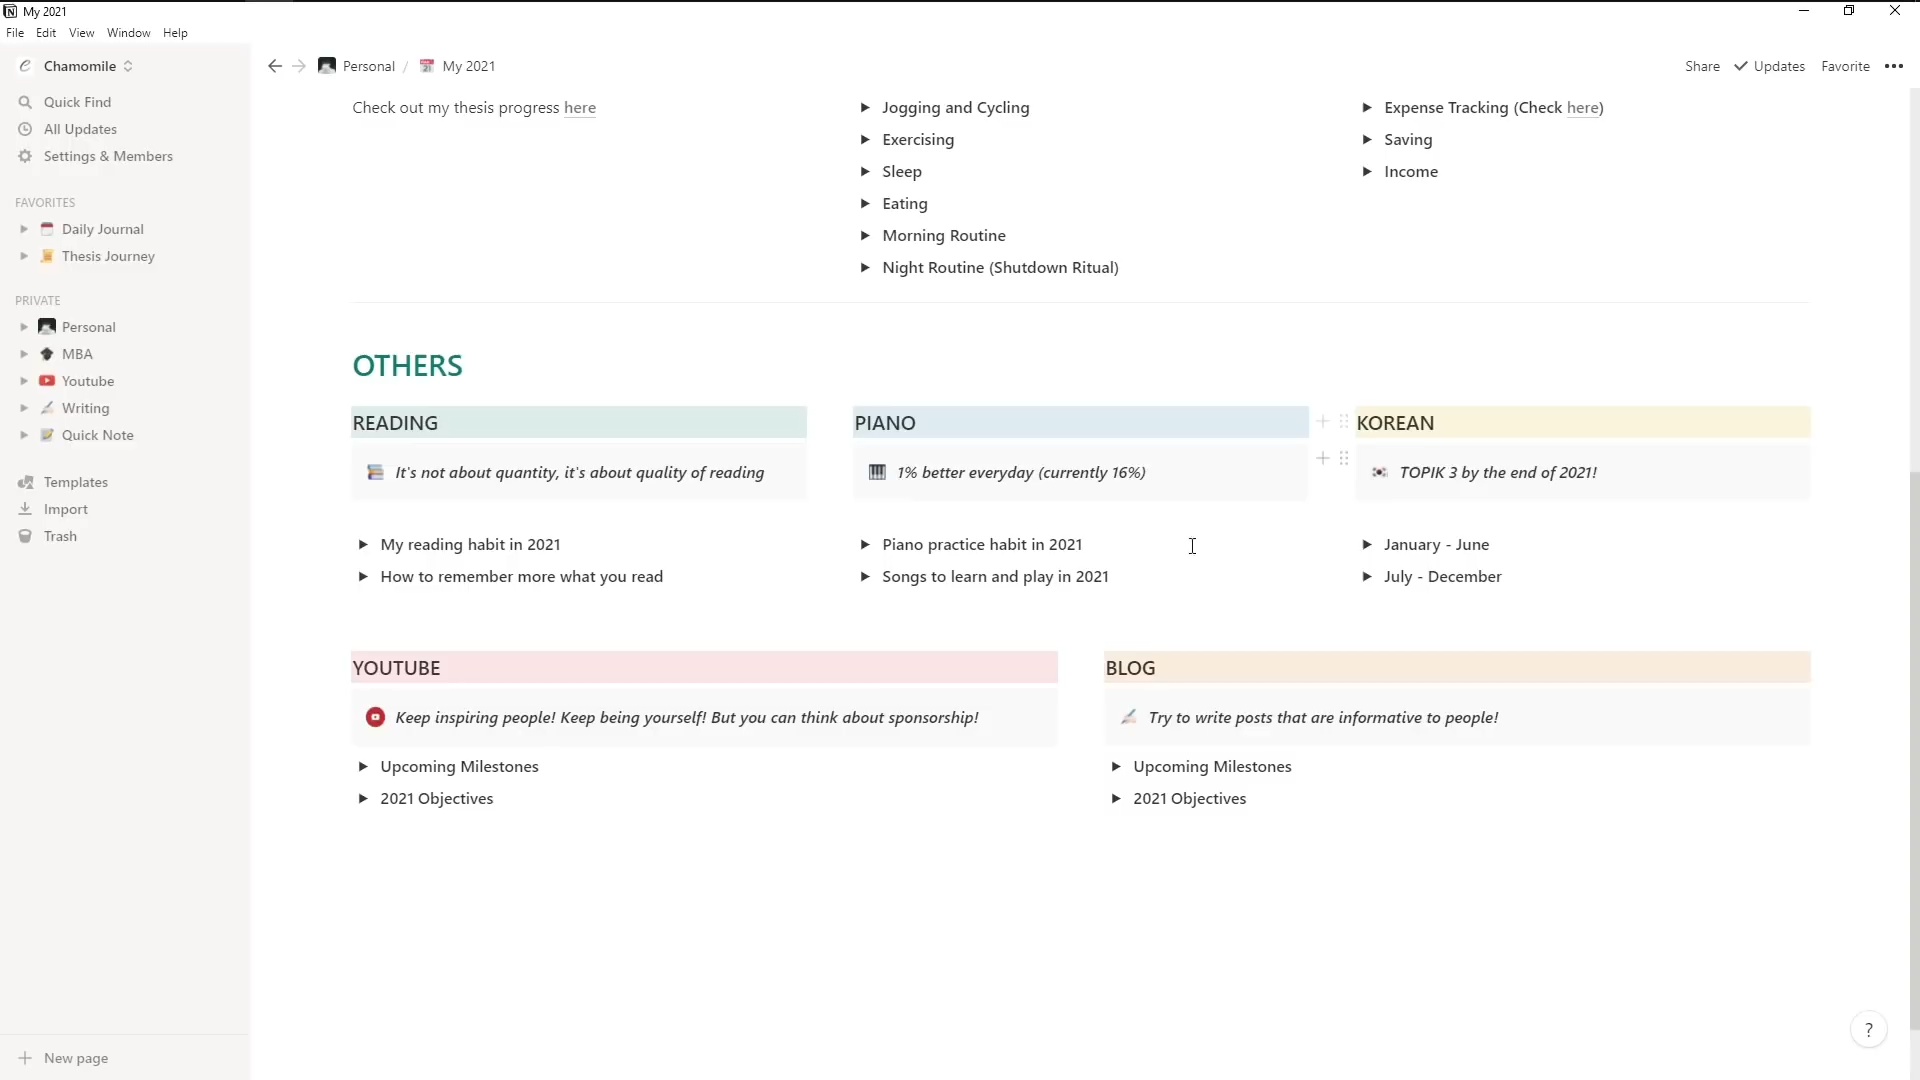 My 2021
File Edit View Window Help
Chamomile
Quick Find
All Updates
Settings & Members
FAVORITES
Daily Journal
Thesis Journey
PRIVATE
Personal
MBA
Youtube
Writing
Quick Note
Templates
Import
Trash
New page
Personal / My 2021
Share Updates Favorite
Check out my thesis progress here
Jogging and Cycling
Exercising
Sleep
Eating
Morning Routine
Night Routine (Shutdown Ritual)
Expense Tracking (Check here)
Saving
Income
OTHERS
READING
It's not about quantity, it's about quality of reading
My reading habit in 2021
How to remember more what you read
PIANO
1% better everyday (currently 16%)
Piano practice habit in 2021
Songs to learn and play in 2021
KOREAN
TOPIK 3 by the end of 2021!
January - June
July - December
YOUTUBE
Keep inspiring people! Keep being yourself! But you can think about sponsorship!
Upcoming Milestones
2021 Objectives
BLOG
Try to write posts that are informative to people!
Upcoming Milestones
2021 Objectives
?